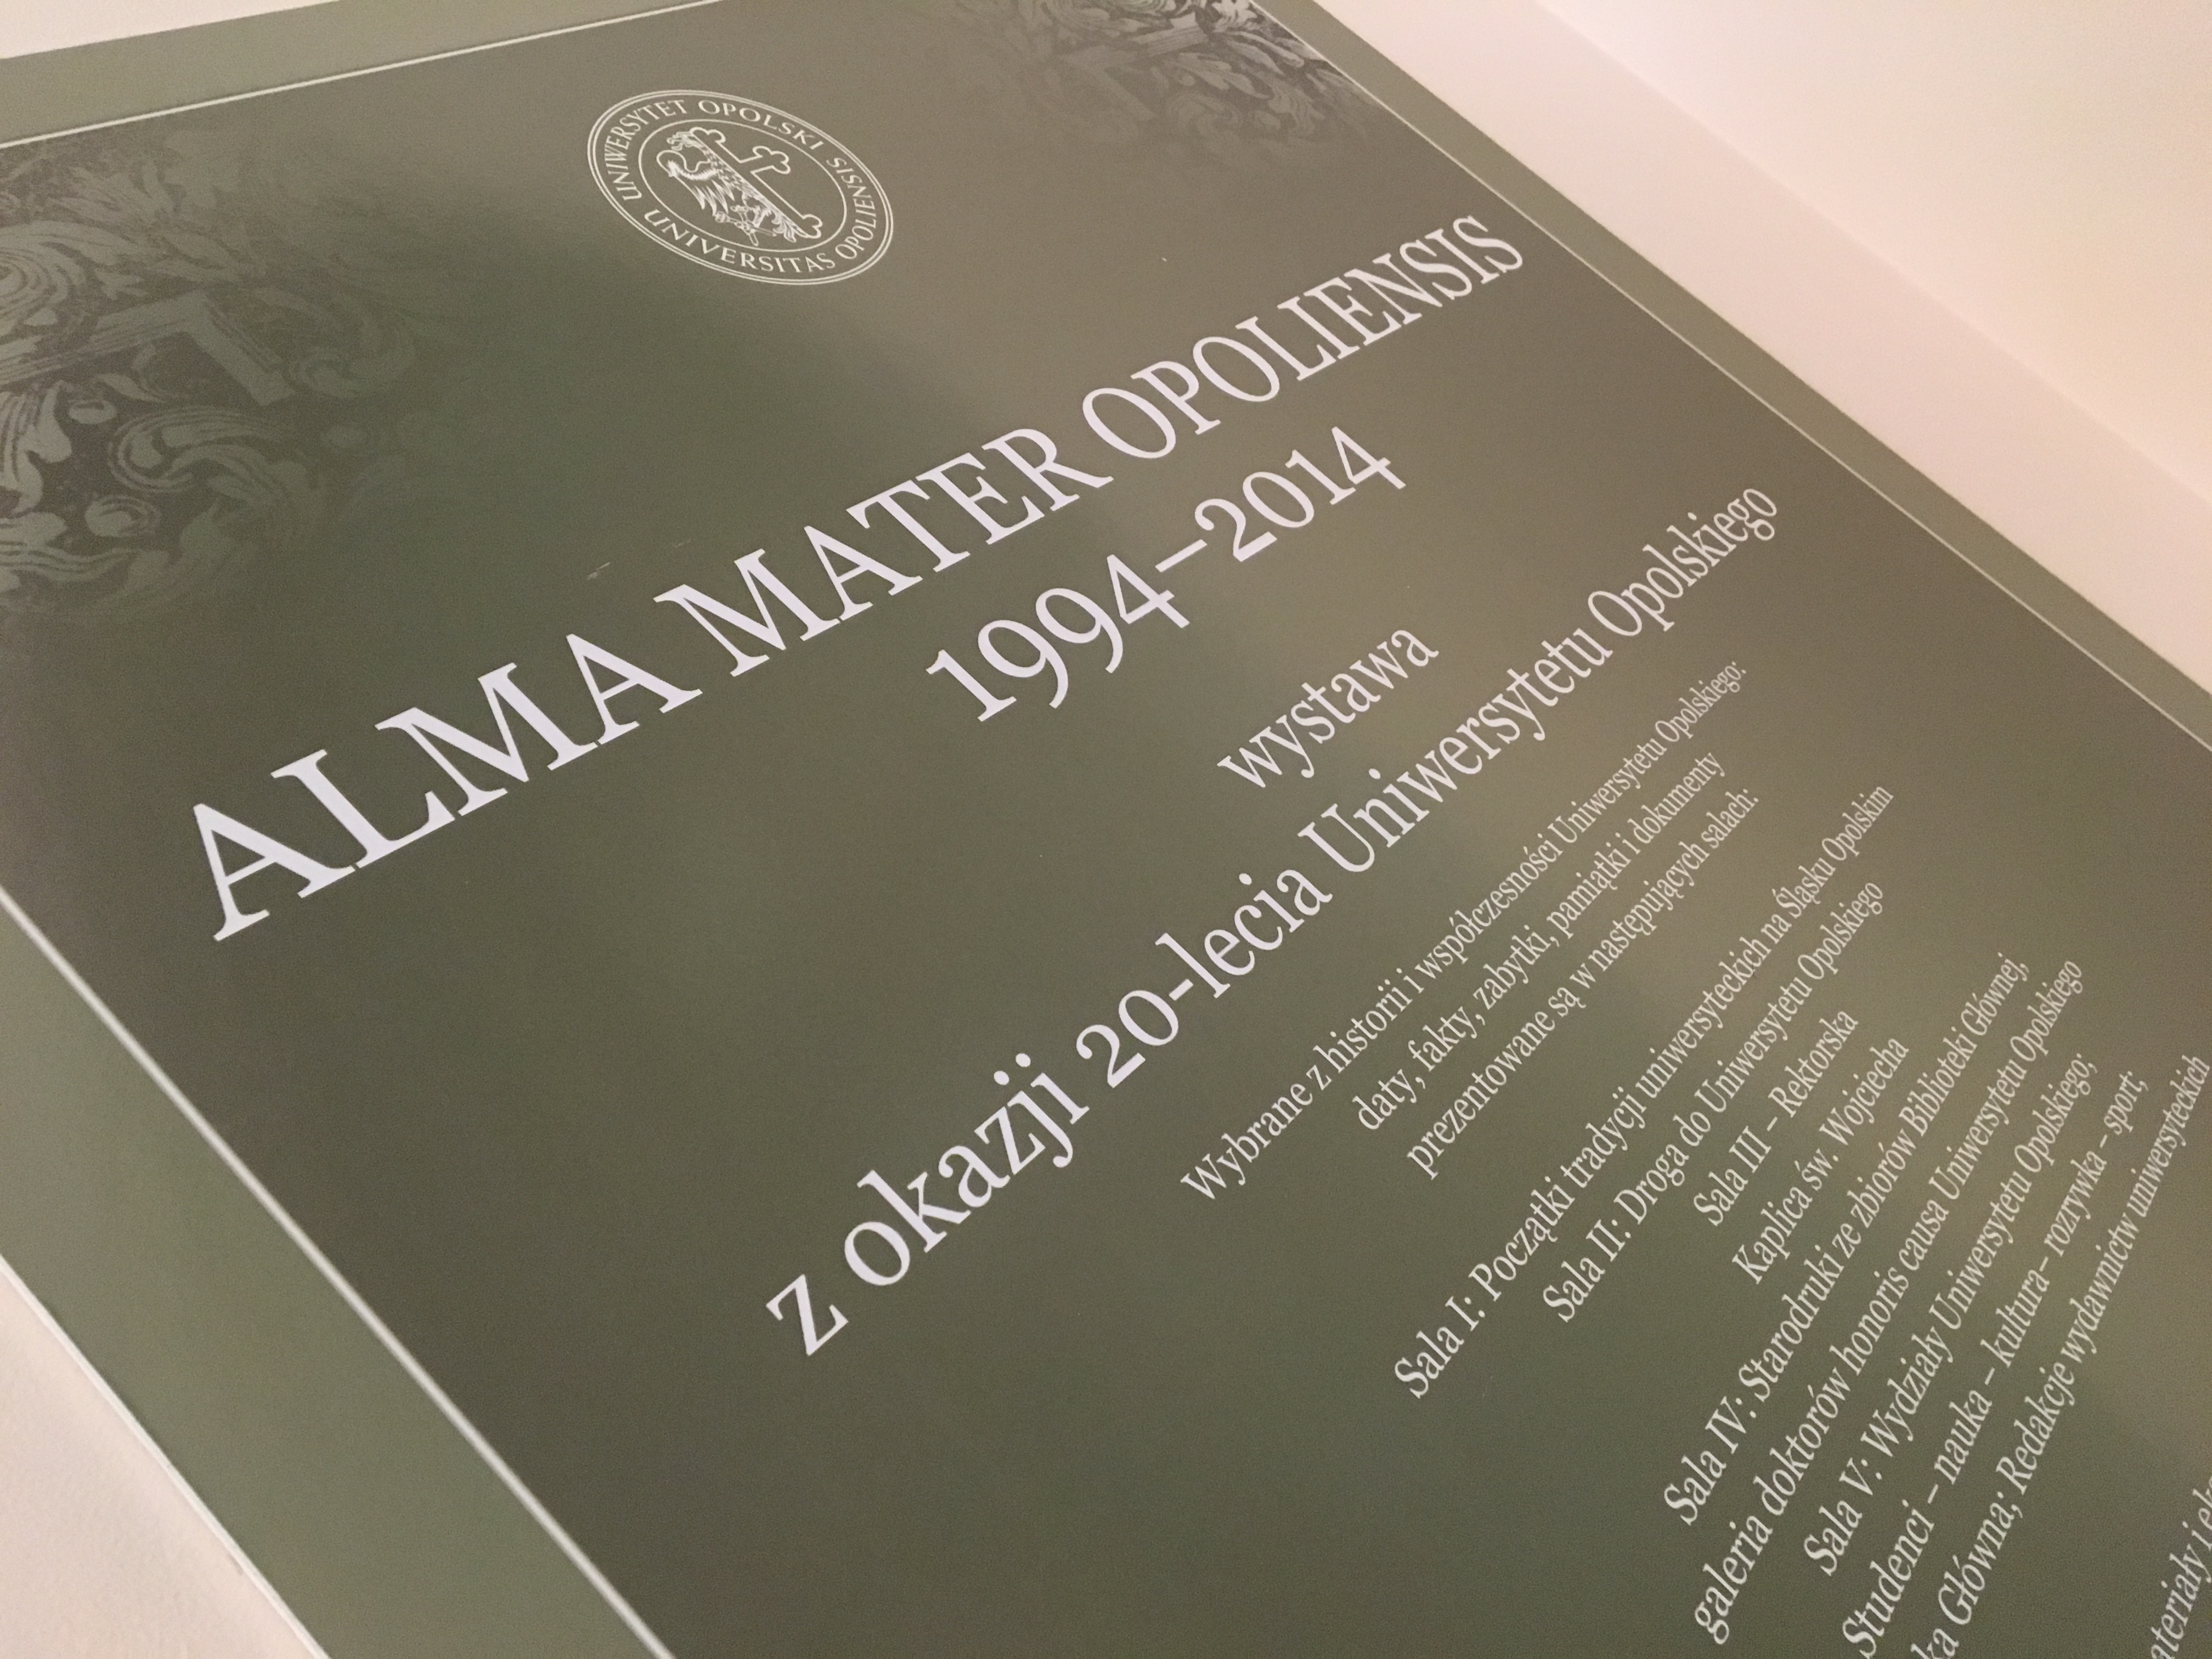 UNIWERSYTET OPOLSKI
UNIVERSITAS OPOLIENSIS
ALMA MATER OPOLIENSIS
1994–2014
wystawa
z okazji 20-lecia Uniwersytetu Opolskiego
Wybrane z historii i współczesności Uniwersytetu Opolskiego:
daty, fakty, zabytki, pamiątki i dokumenty
prezentowane są w następujących salach:
Sala I: Początki tradycji uniwersyteckich na Śląsku Opolskim
Sala II: Droga do Uniwersytetu Opolskiego
Sala III – Rektorska
Kaplica św. Wojciecha
Sala IV: Starodruki ze zbiorów Biblioteki Głównej,
galeria doktorów honoris causa Uniwersytetu Opolskiego
Sala V: Wydziały Uniwersytetu Opolskiego;
Studenci – nauka – kultura– rozrywka – sport;
ka Główna; Redakcje wydawnictw uniwersyteckich